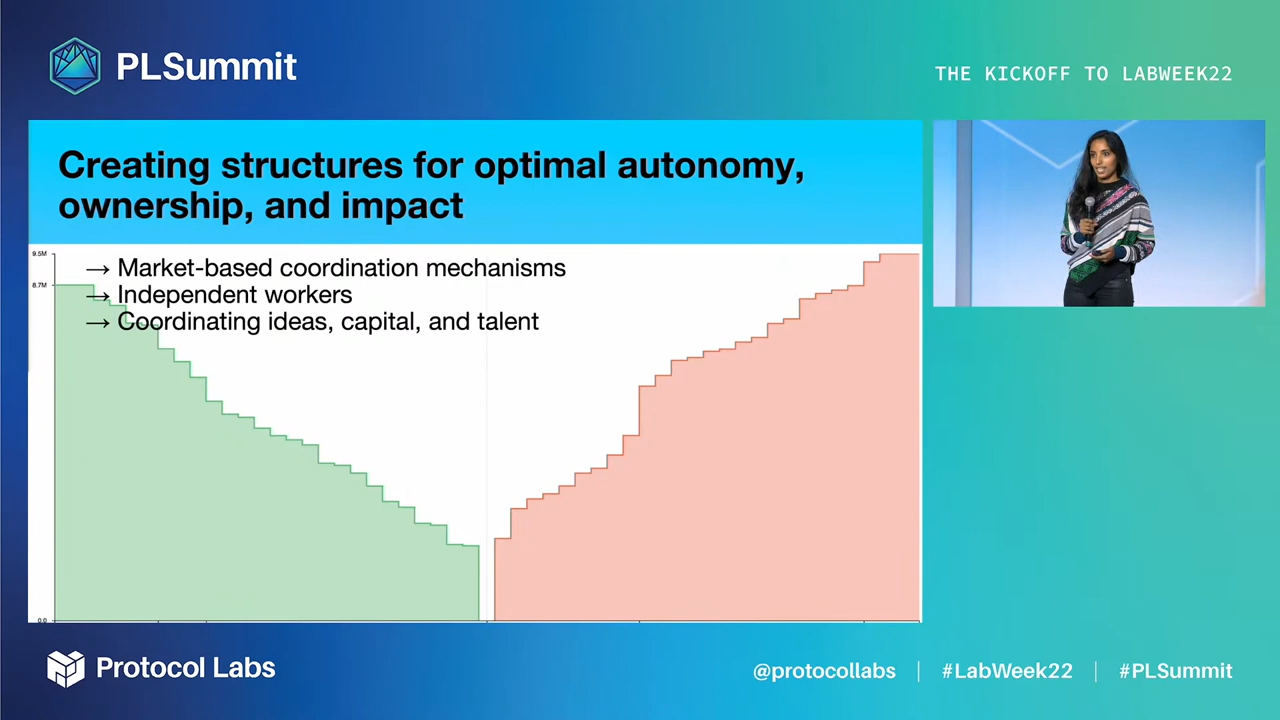 PLSummit
THE KICKOFF TO LABWEEK22
Creating structures for optimal autonomy,
ownership, and impact
9.5M
8.7M
→ Market-based coordination mechanisms
→ Independent workers
→ Coordinating ideas, capital, and talent
0.0
Protocol Labs
@protocollabs | #LabWeek22 | #PLSummit